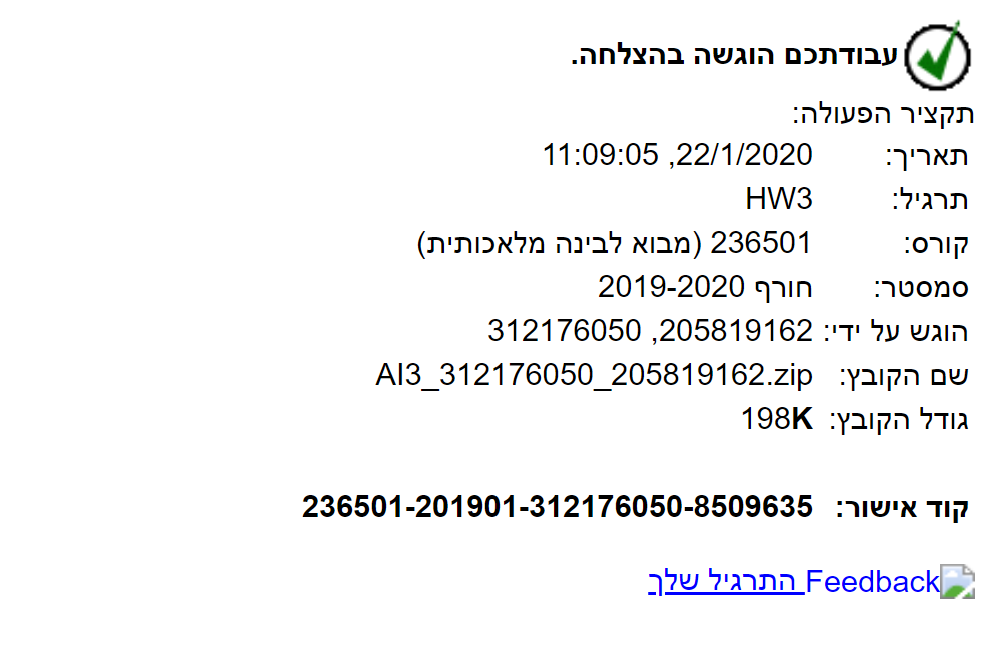 עבודתכם הוגשה בהצלחה.
תקציר הפעולה:
תאריך: 22/1/2020, 11:09:05
תרגיל: HW3
קורס: 236501 (מבוא לבינה מלאכותית)
סמסטר: חורף 2019-2020
הוגש על ידי: 205819162, 312176050
שם הקובץ: AI3_312176050_205819162.zip
גודל הקובץ: 198K
קוד אישור: 236501-201901-312176050-8509635
Feedback התרגיל שלך